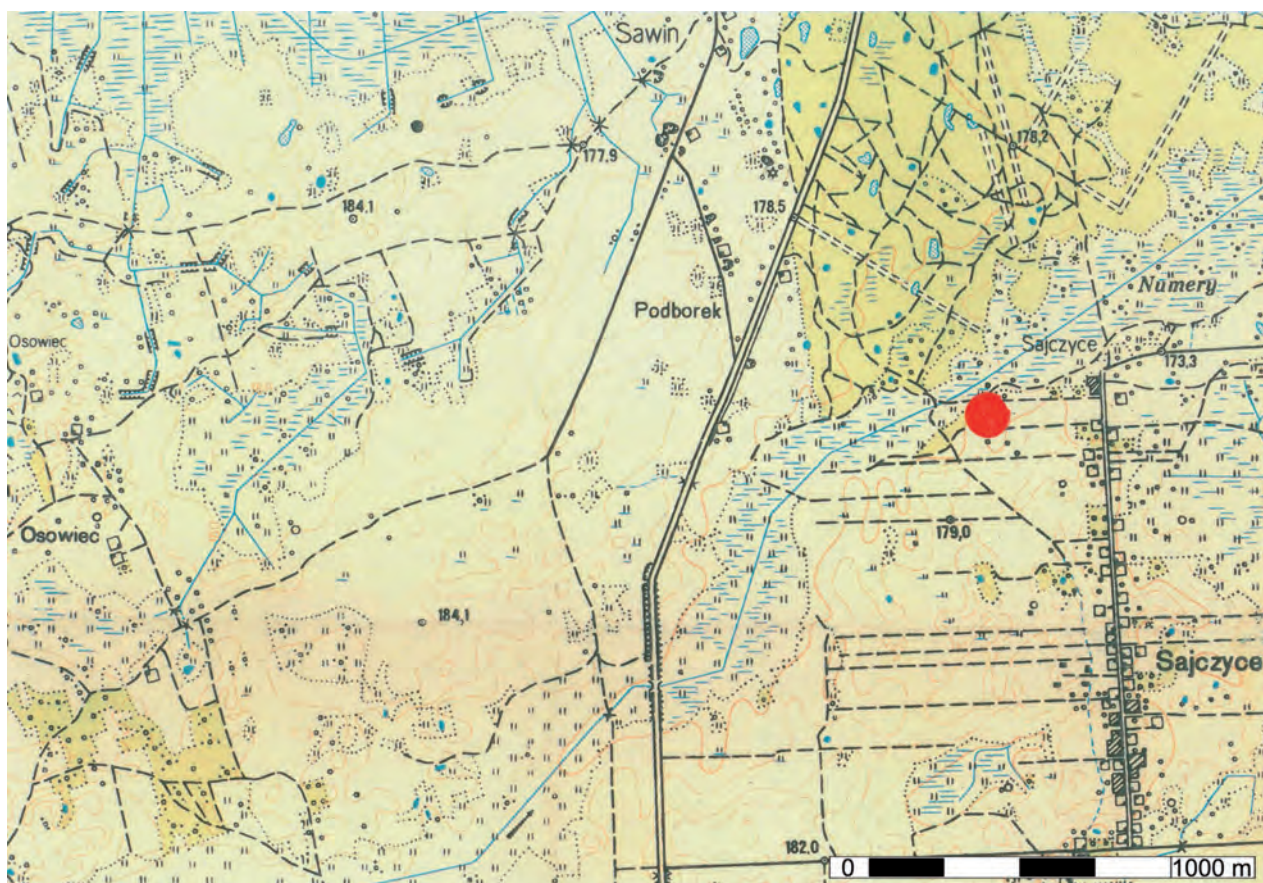 Sawin
177.9
178,2
184.1
178,5
Numery
Podborek
Osowiec
Sajczyce
173,3
Osowiec
179,0
184,1
Sajczyce
182,0
0 1000 m